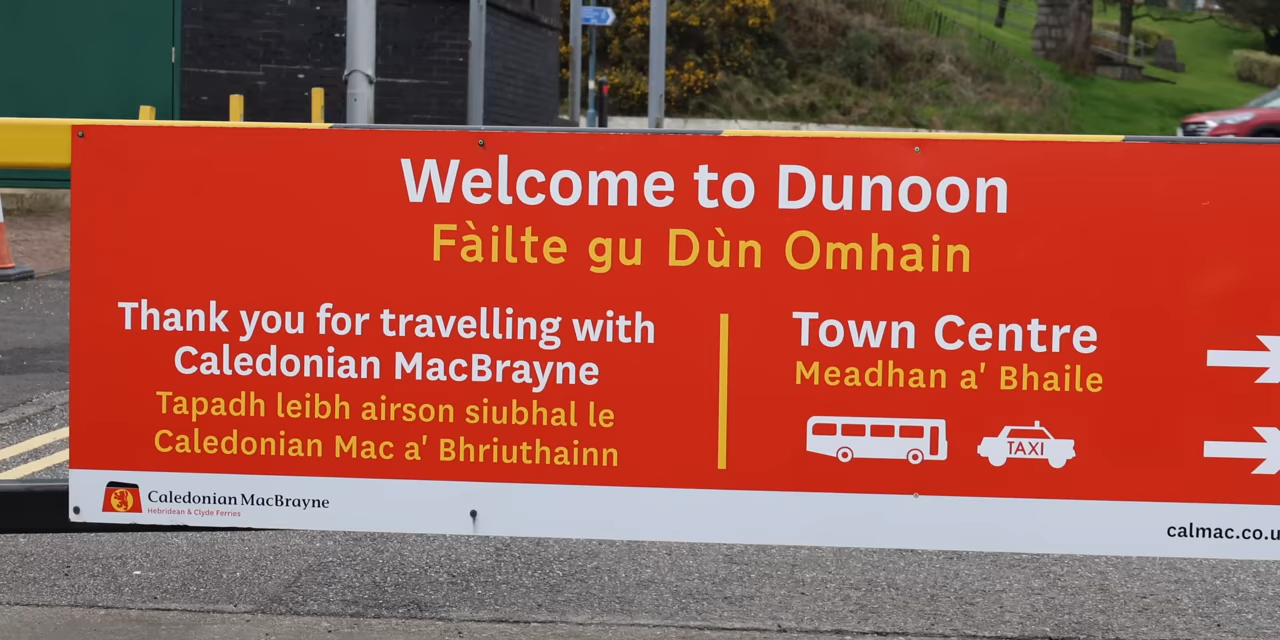 Welcome to Dunoon
Fàilte gu Dùn Omhain
Thank you for travelling with
Caledonian MacBrayne
Tapadh leibh airson siubhal le
Caledonian Mac a' Bhriuthainn
Town Centre
Meadhan a' Bhaile
TAXI
Caledonian MacBrayne
Hebridean & Clyde Ferries
calmac.co.u